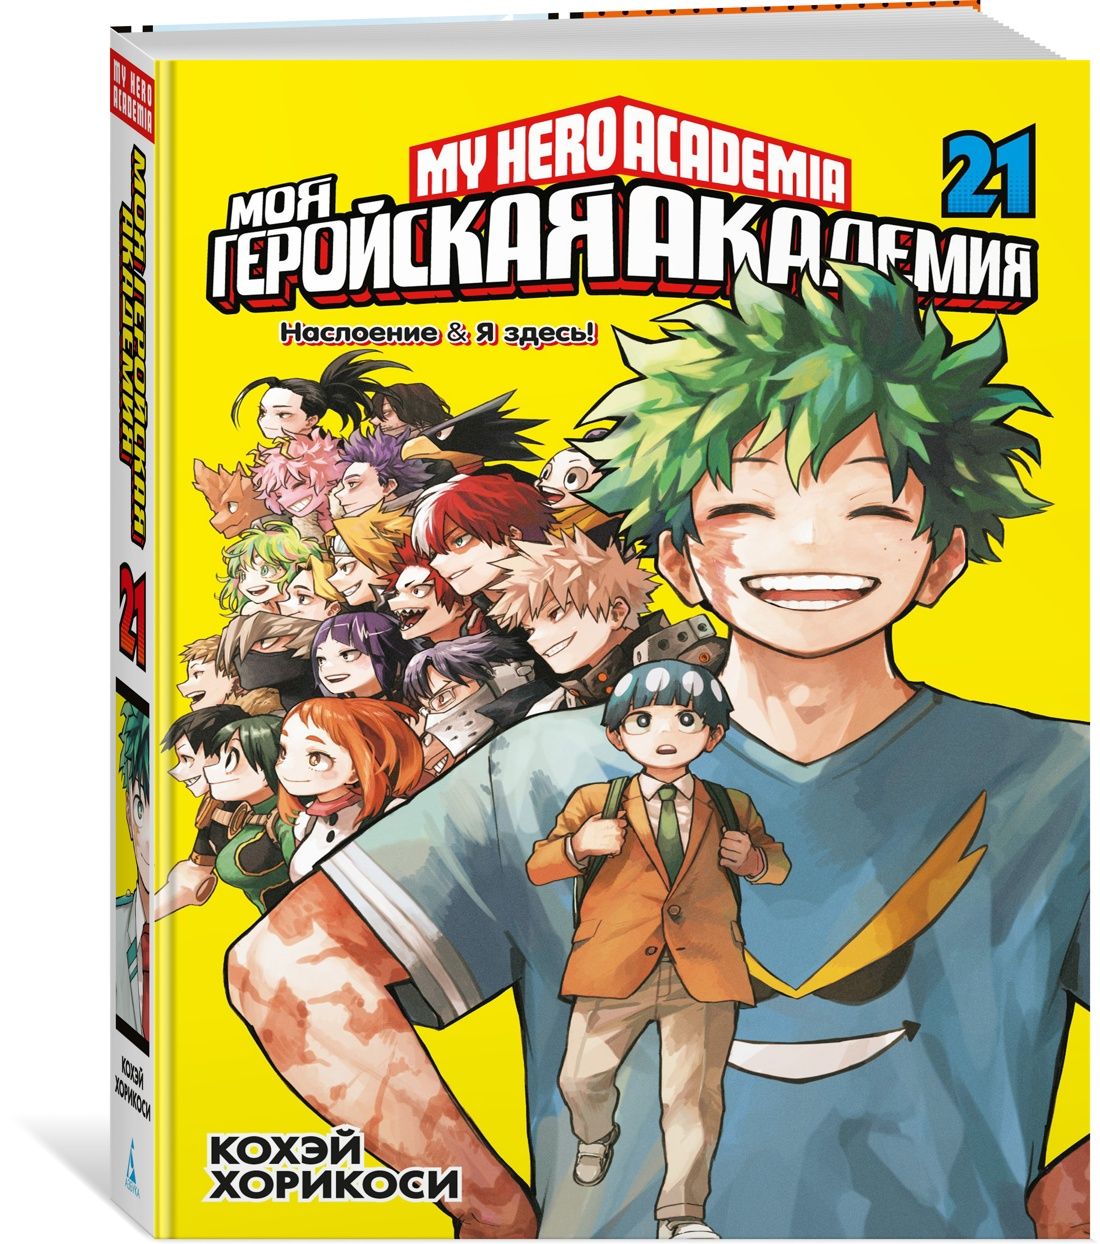 MY HERO ACADEMIA
21
МОЯ
ГЕРОЙСКАЯ АКАДЕМИЯ
Наслоение & Я здесь!
КОХЭЙ
ХОРИКОСИ
MY HERO
ACADEMIA
МОЯ ГЕРОЙСКАЯ
АКАДЕМИЯ
21
КОХЭЙ
ХОРИКОСИ
АЗБУКА